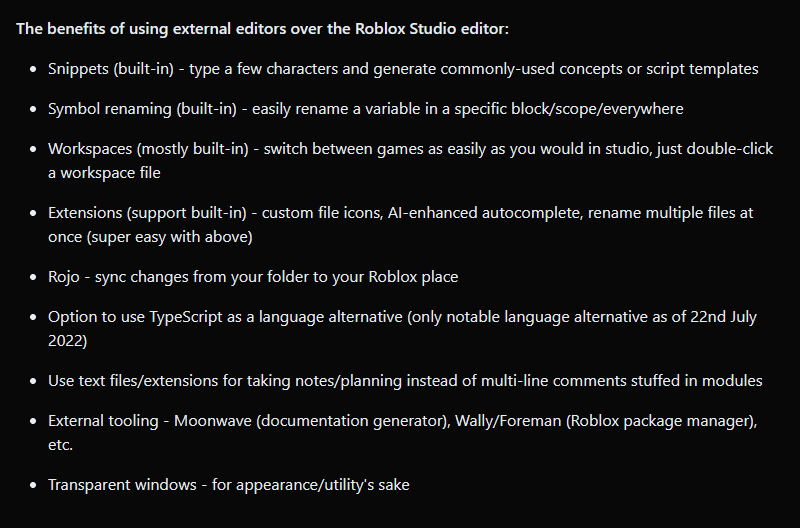 The benefits of using external editors over the Roblox Studio editor:
• Snippets (built-in) - type a few characters and generate commonly-used concepts or script templates
• Symbol renaming (built-in) - easily rename a variable in a specific block/scope/everywhere
• Workspaces (mostly built-in) - switch between games as easily as you would in studio, just double-click
a workspace file
• Extensions (support built-in) - custom file icons, AI-enhanced autocomplete, rename multiple files at
once (super easy with above)
• Rojo - sync changes from your folder to your Roblox place
• Option to use TypeScript as a language alternative (only notable language alternative as of 22nd July
2022)
• Use text files/extensions for taking notes/planning instead of multi-line comments stuffed in modules
• External tooling - Moonwave (documentation generator), Wally/Foreman (Roblox package manager),
etc.
• Transparent windows - for appearance/utility's sake